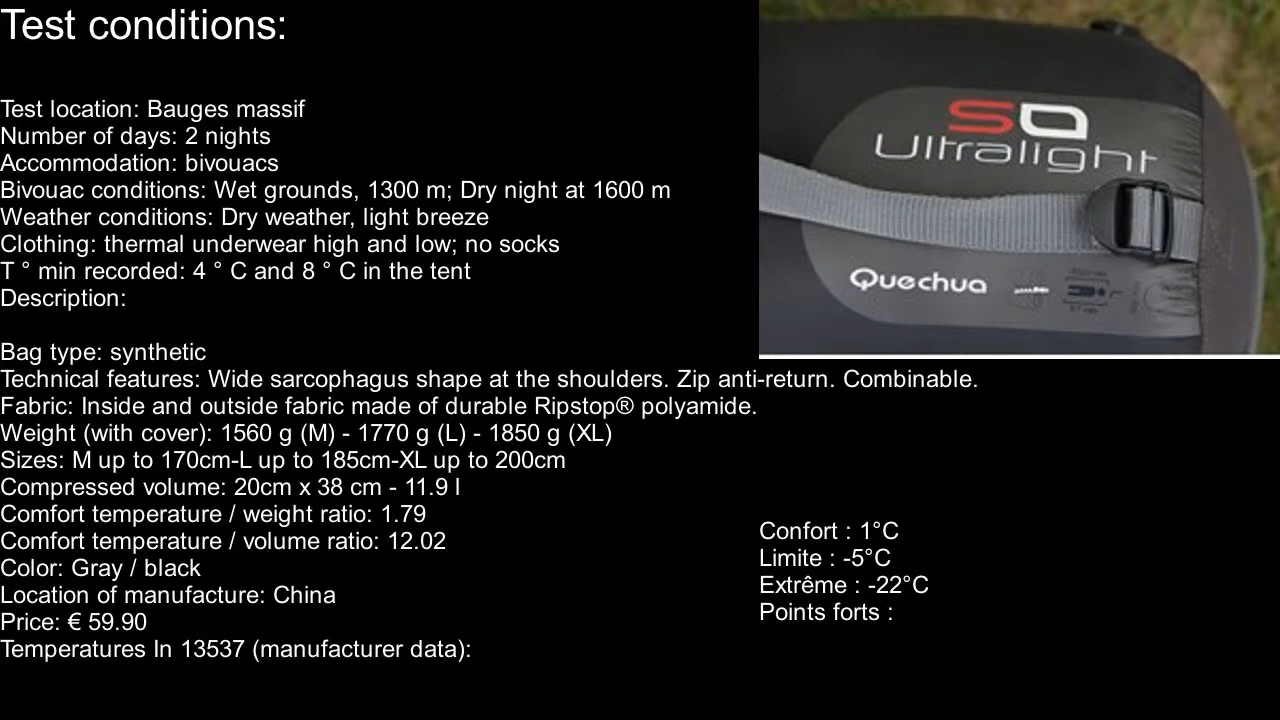 Test conditions:
Test location: Bauges massif
Number of days: 2 nights
Accommodation: bivouacs
Bivouac conditions: Wet grounds, 1300 m; Dry night at 1600 m
Weather conditions: Dry weather, light breeze
Clothing: thermal underwear high and low; no socks
T ° min recorded: 4 ° C and 8 ° C in the tent
Description:
Bag type: synthetic
Technical features: Wide sarcophagus shape at the shoulders. Zip anti-return. Combinable.
Fabric: Inside and outside fabric made of durable Ripstop® polyamide.
Weight (with cover): 1560 g (M) - 1770 g (L) - 1850 g (XL)
Sizes: M up to 170cm-L up to 185cm-XL up to 200cm
Compressed volume: 20cm x 38 cm - 11.9 l
Comfort temperature / weight ratio: 1.79
Comfort temperature / volume ratio: 12.02
Color: Gray / black
Location of manufacture: China
Price: € 59.90
Temperatures In 13537 (manufacturer data):
Ultralight
Quechua
Confort : 1°C
Limite : -5°C
Extrême : -22°C
Points forts :